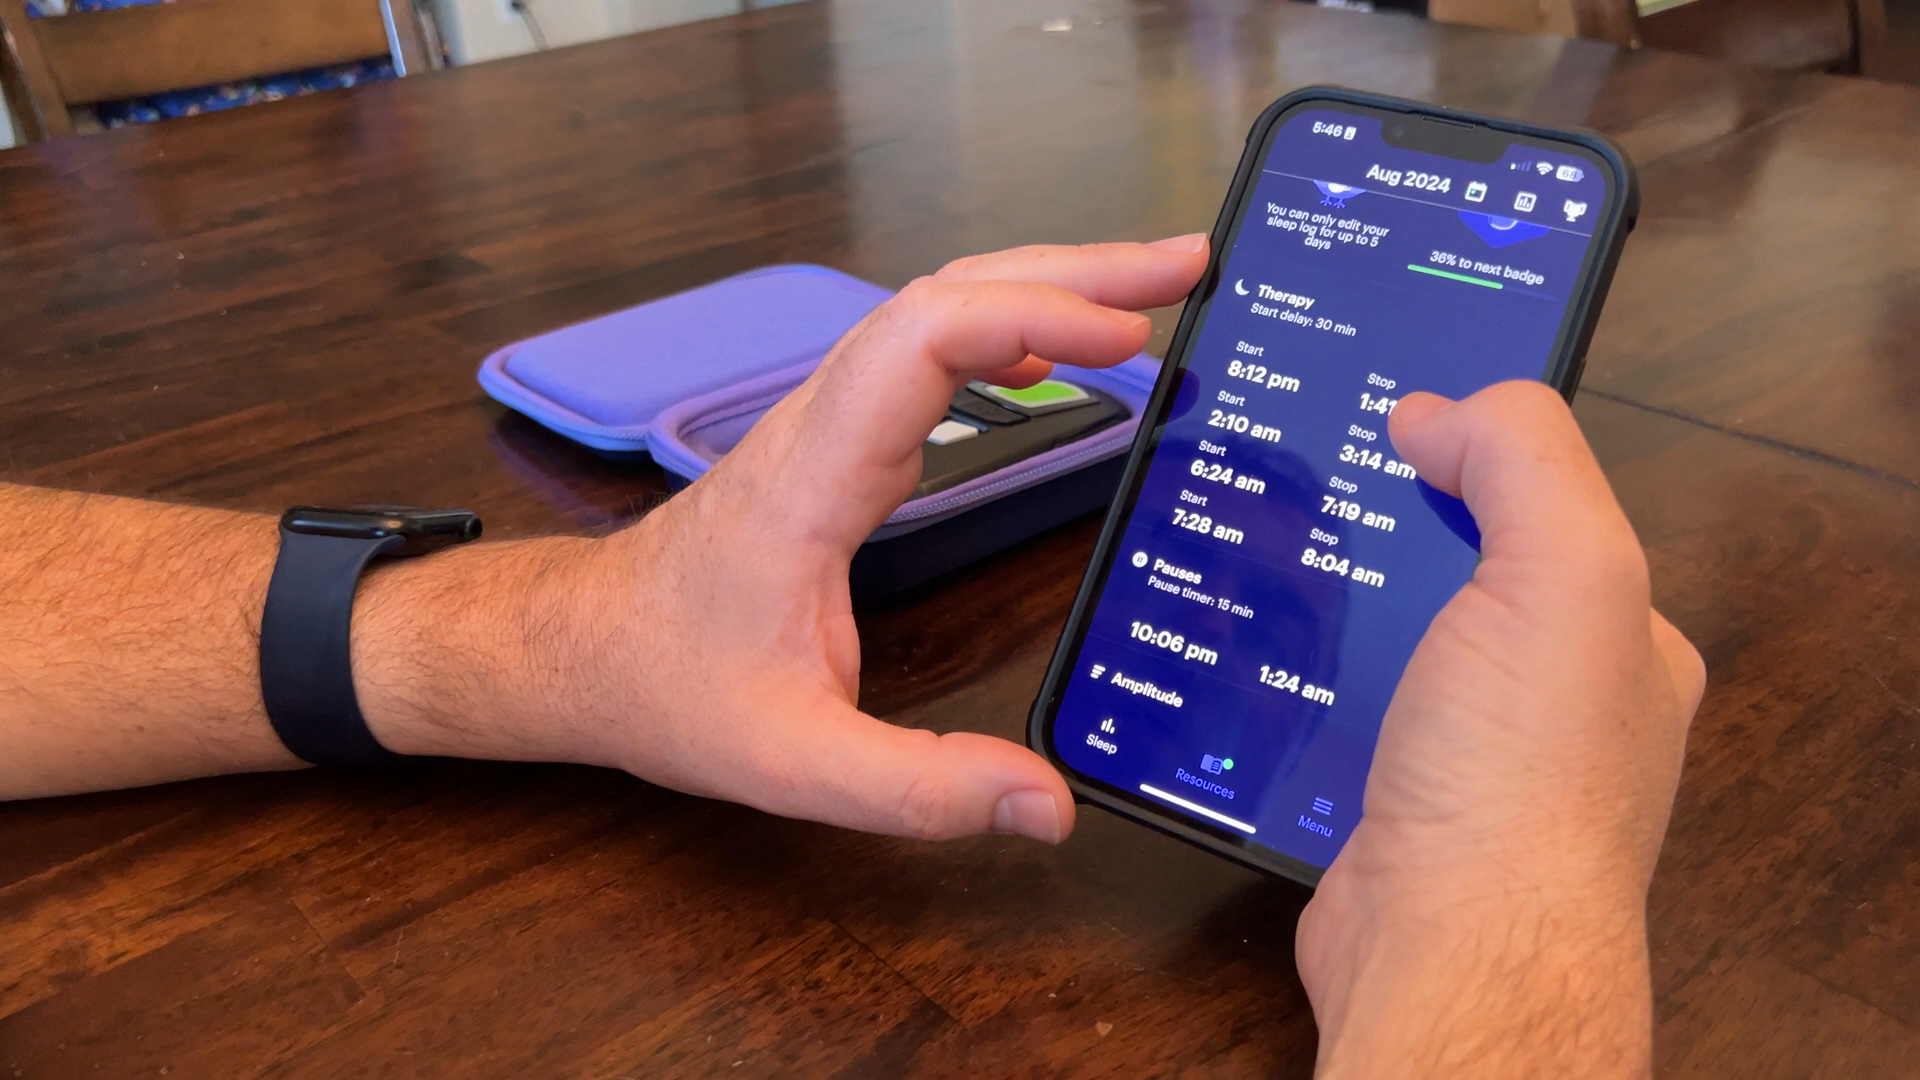 5:46
Aug 2024
You can only edit your
sleep log for up to 5
days
36% to next badge
Therapy
Start delay: 30 min
Start
8:12 pm
Stop
1:41
Start
2:10 am
Stop
3:14 am
Start
6:24 am
Stop
7:19 am
Start
7:28 am
Stop
8:04 am
Pauses
Pause timer: 15 min
10:06 pm
1:24 am
Amplitude
Sleep
Resources
Menu